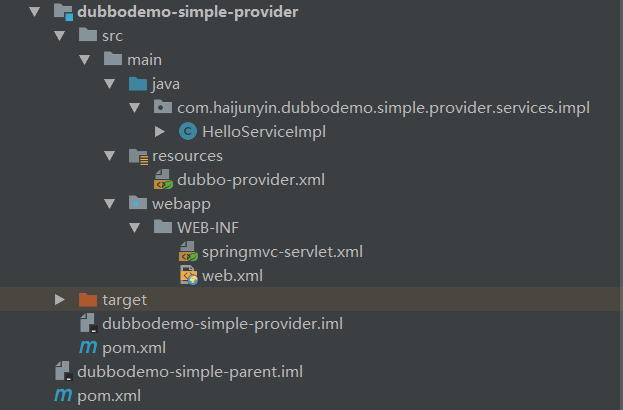 dubbodemo-simple-provider
src
main
java
com.haijunyin.dubbodemo.simple.provider.services.impl
HelloServiceImpl
resources
dubbo-provider.xml
webapp
WEB-INF
springmvc-servlet.xml
web.xml
target
dubbodemo-simple-provider.iml
pom.xml
dubbodemo-simple-parent.iml
pom.xml